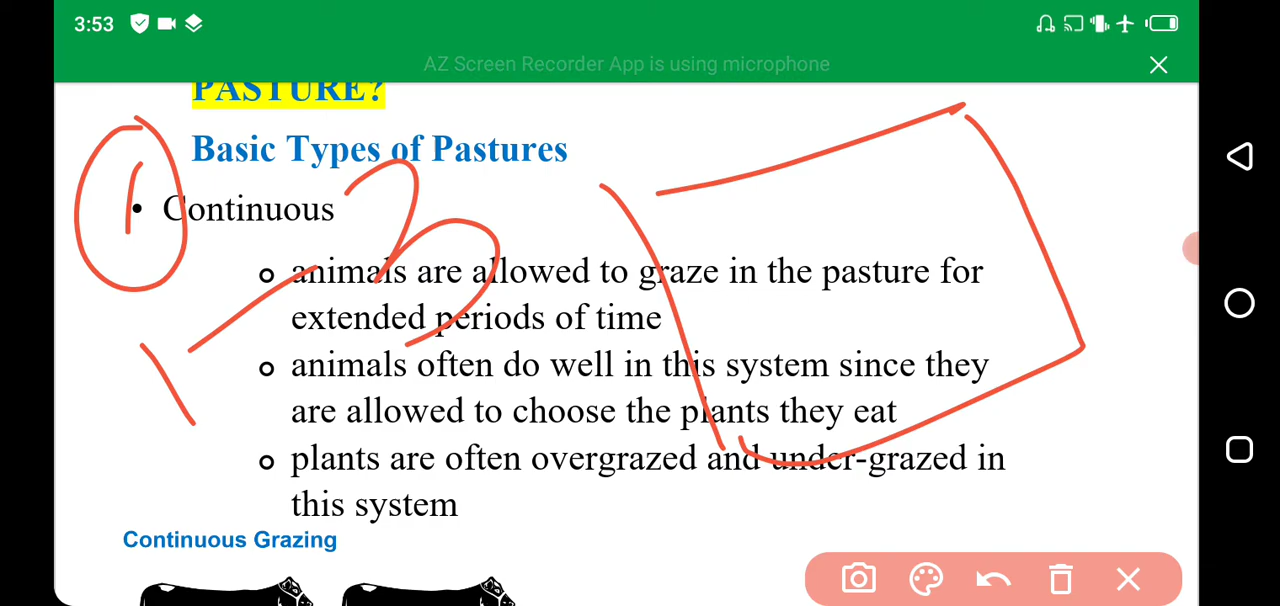 3:53
AZ Screen Recorder App is using microphone
PASTURE?
Basic Types of Pastures
1
• Continuous
1 - 3
o animals are allowed to graze in the pasture for
extended periods of time
o animals often do well in this system since they
are allowed to choose the plants they eat
o plants are often overgrazed and under-grazed in
this system
Continuous Grazing